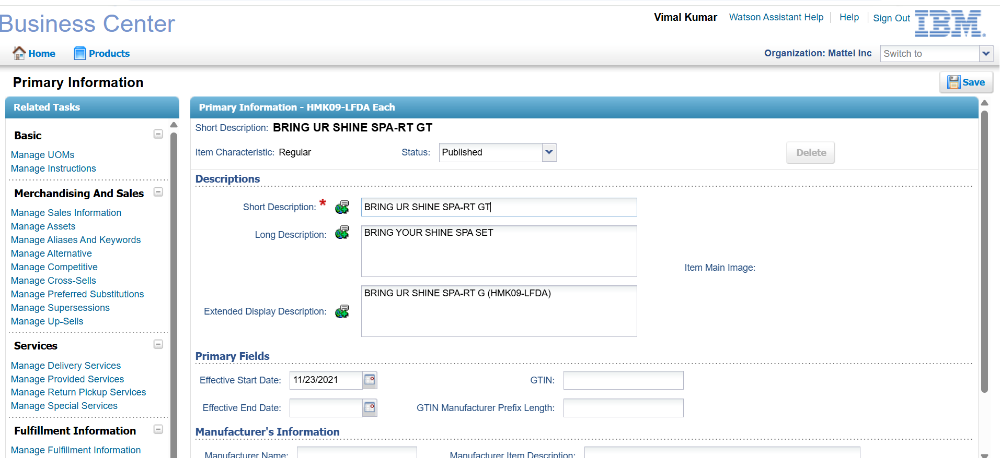 Business Center
Vimal Kumar Watson Assistant Help Help Sign Out IBM
Home Products
Organization: Mattel Inc Switch to
Primary Information
Save
Related Tasks
Basic
Manage UOMs
Manage Instructions
Merchandising And Sales
Manage Sales Information
Manage Assets
Manage Aliases And Keywords
Manage Alternative
Manage Competitive
Manage Cross-Sells
Manage Preferred Substitutions
Manage Supersessions
Manage Up-Sells
Services
Manage Delivery Services
Manage Provided Services
Manage Return Pickup Services
Manage Special Services
Fulfillment Information
Manage Fulfillment Information
Primary Information - HMK09-LFDA Each
Short Description: BRING UR SHINE SPA-RT GT
Item Characteristic: Regular Status: Published Delete
Descriptions
Short Description: * BRING UR SHINE SPA-RT GT
Long Description: BRING YOUR SHINE SPA SET
Item Main Image:
Extended Display Description: BRING UR SHINE SPA-RT G (HMK09-LFDA)
Primary Fields
Effective Start Date: 11/23/2021 GTIN:
Effective End Date: GTIN Manufacturer Prefix Length:
Manufacturer's Information
Manufacturer Name: Manufacturer Item Description: